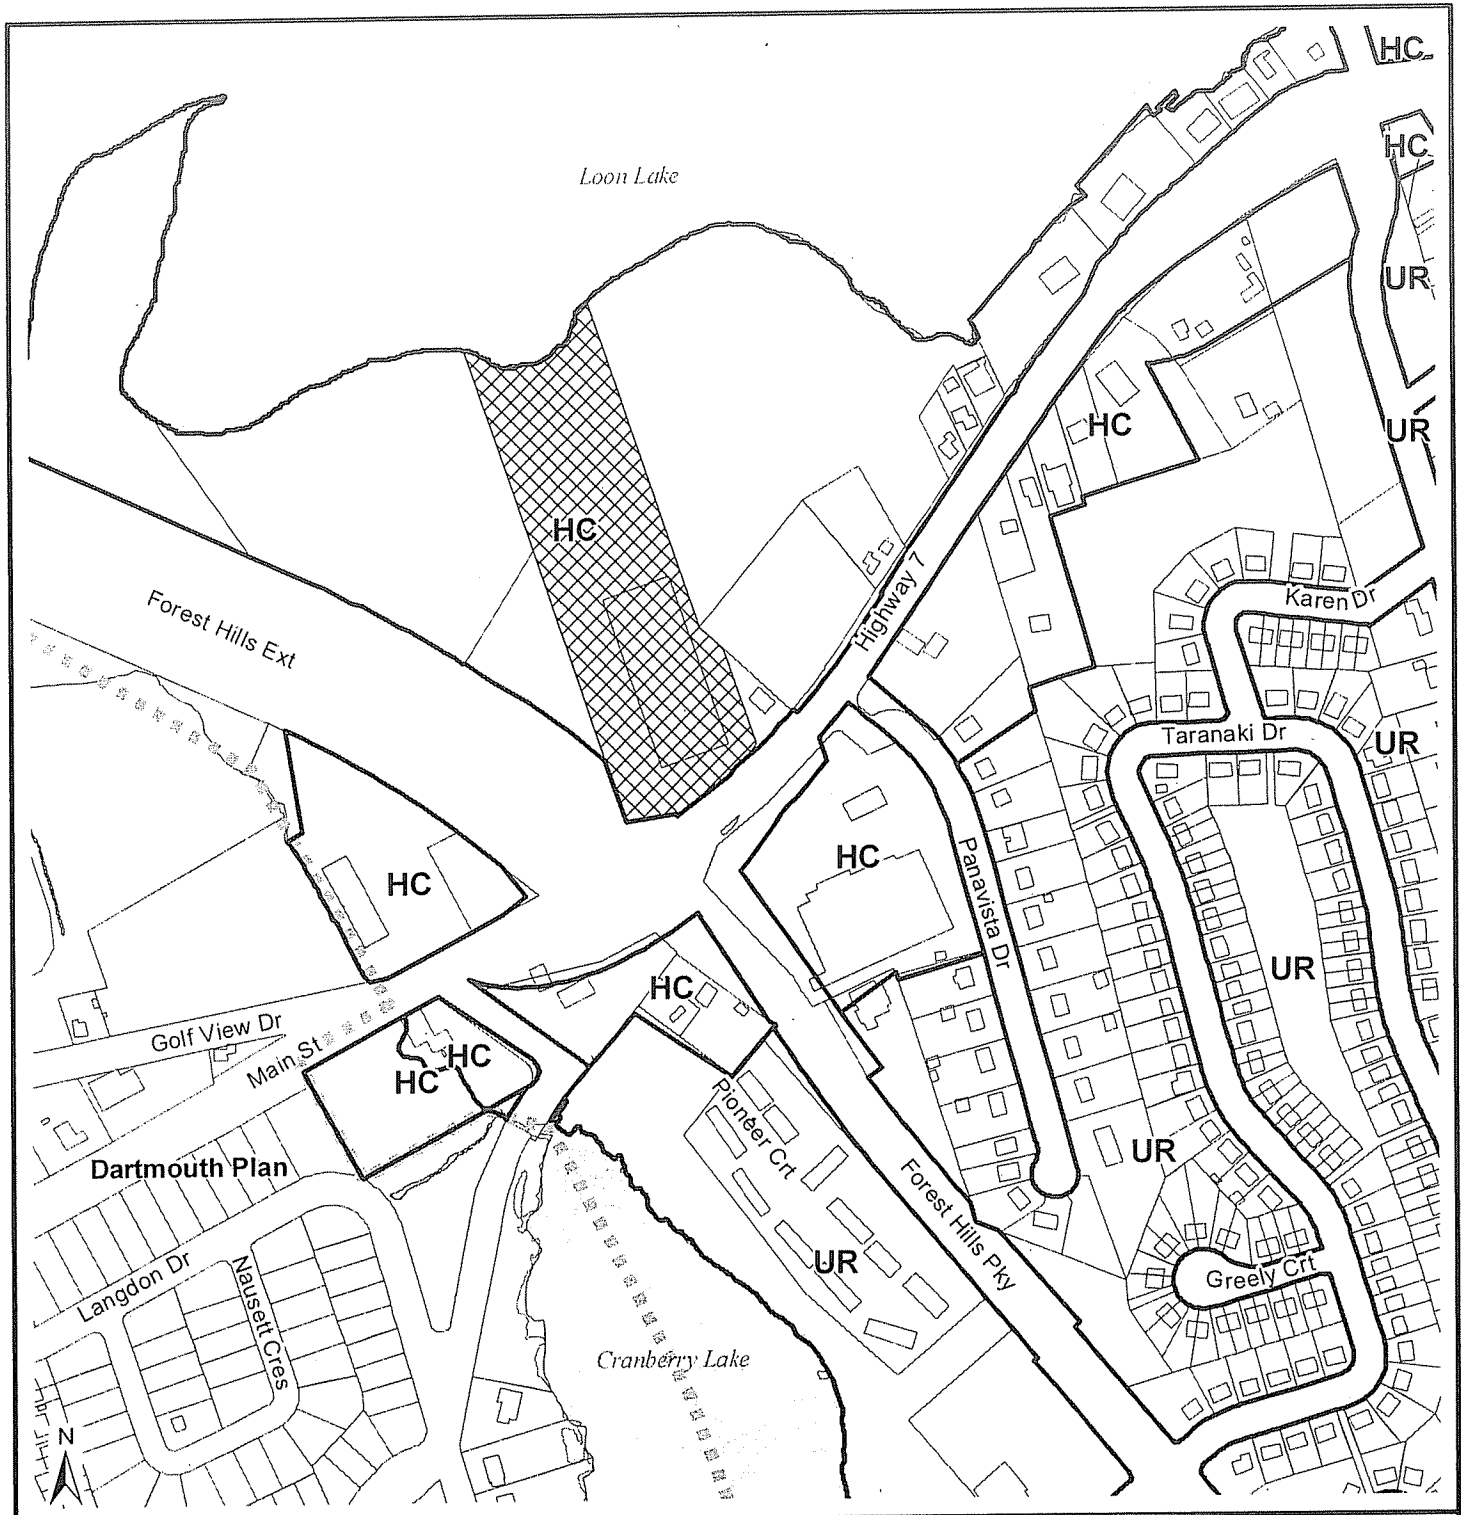 HC
HC
Loon Lake
UR
HC
UR
HC
Highway 7
Karen Dr
Forest Hills Ext
Taranaki Dr
UR
HC
HC
Panavista Dr
UR
HC
Golf View Dr
Main St
HC
HC
Pioneer Crt
UR
Dartmouth Plan
Forest Hills Pky
UR
Langdon Dr
Nausett Cres
Greely Crt
Cranberry Lake
N